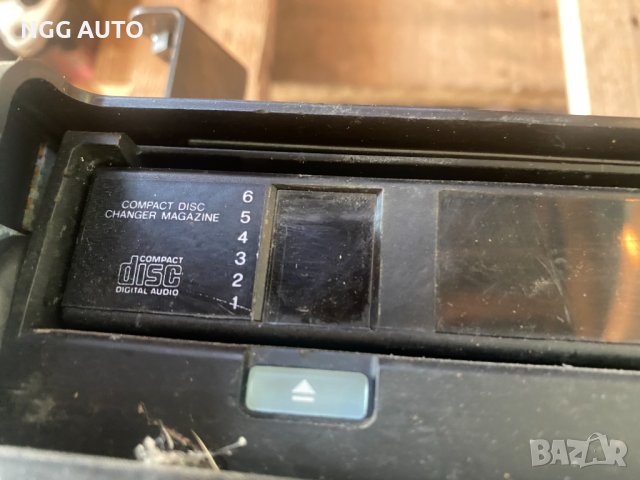 NGG AUTO
COMPACT DISC
CHANGER MAGAZINE
6
5
4
3
2
1
COMPACT
disc
DIGITAL AUDIO
BAZAR